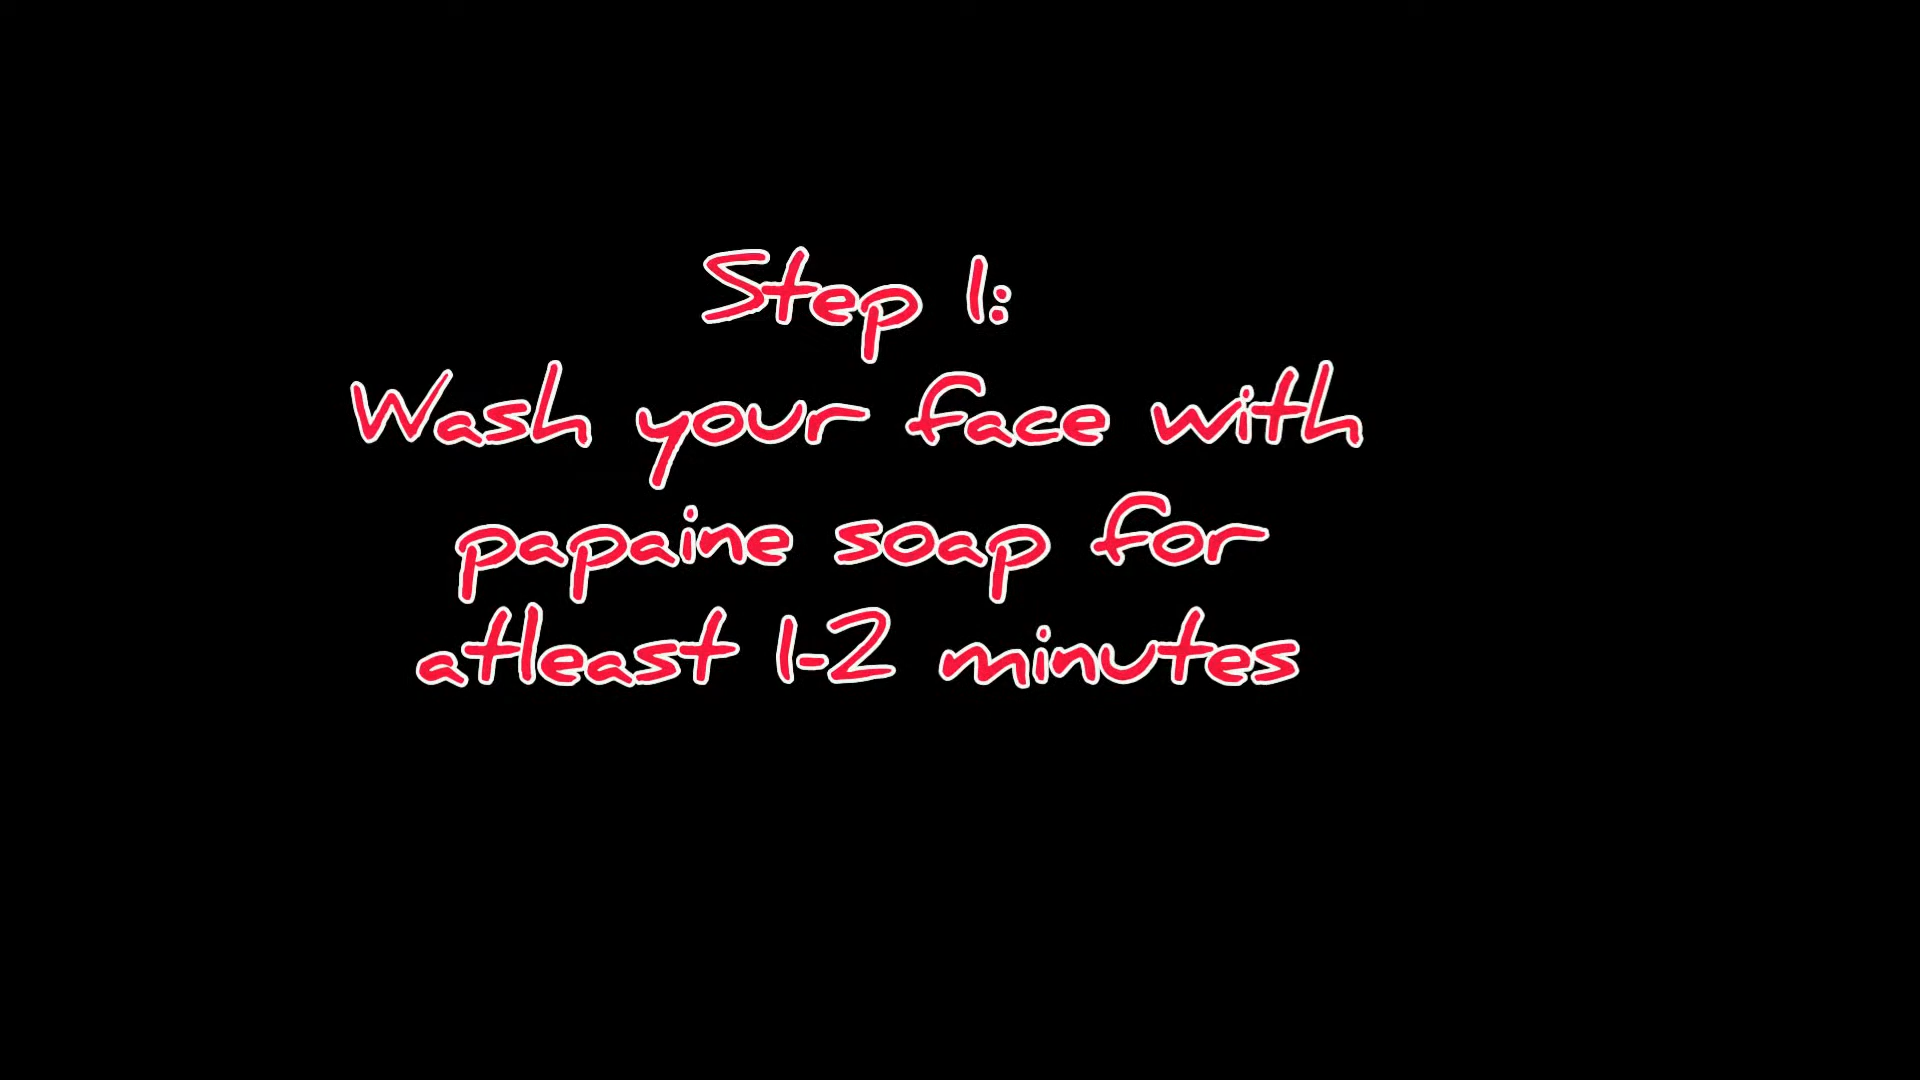 Step 1:
Wash your face with
papaine soap for
atleast 1-2 minutes